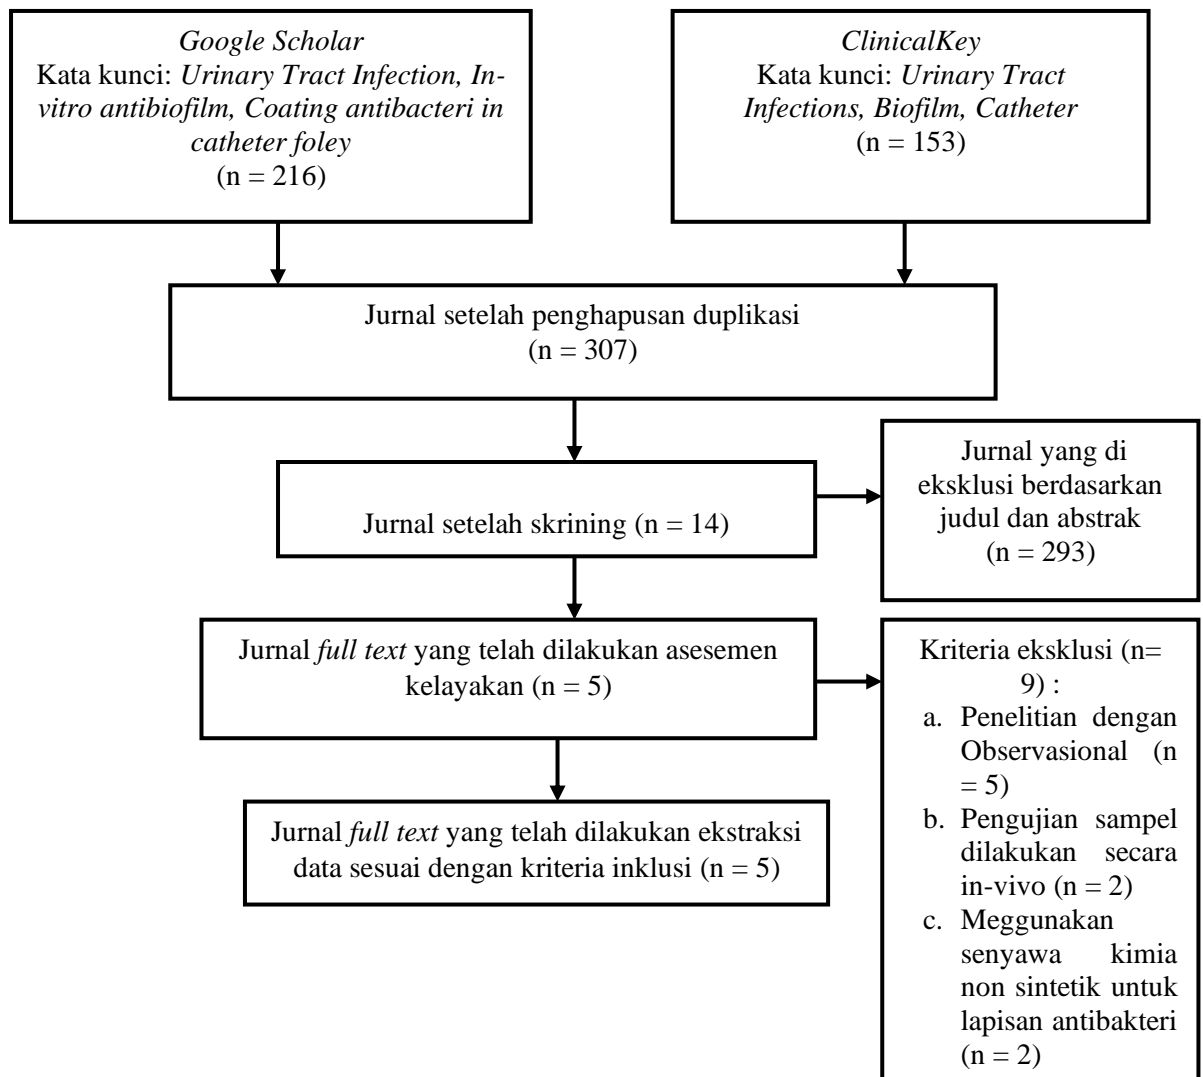 Google Scholar
Kata kunci: Urinary Tract Infection, In-
vitro antibiofilm, Coating antibacteri in
catheter foley
(n = 216)
ClinicalKey
Kata kunci: Urinary Tract
Infections, Biofilm, Catheter
(n = 153)
Jurnal setelah penghapusan duplikasi
(n = 307)
Jurnal setelah skrining (n = 14)
Jurnal yang di
eksklusi berdasarkan
judul dan abstrak
(n = 293)
Jurnal full text yang telah dilakukan asesemen
kelayakan (n = 5)
Kriteria eksklusi (n=
9) :
a. Penelitian dengan
Observasional (n
= 5)
b. Pengujian sampel
dilakukan secara
in-vivo (n = 2)
c. Meggunakan
senyawa kimia
non sintetik untuk
lapisan antibakteri
(n = 2)
Jurnal full text yang telah dilakukan ekstraksi
data sesuai dengan kriteria inklusi (n = 5)